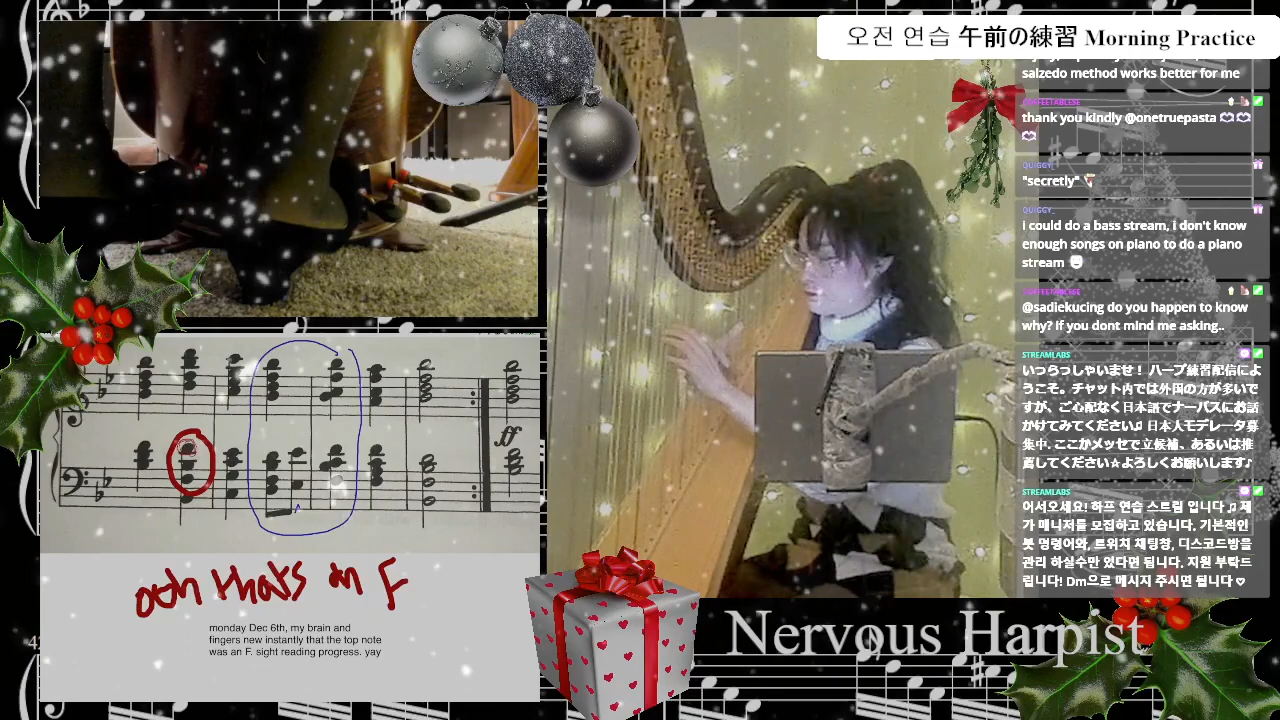 오전 연습 午前の練習 Morning Practice
salzedo method works better for me
COFFEETABLESE
thank you kindly @onetruepasta
QUIGGY_
"secretly"
QUIGGY_
i could do a bass stream, i don't know
enough songs on piano to do a piano
stream
COFFEETABLESE
@sadiekucing do you happen to know
why? If you dont mind me asking..
STREAMLABS
いっらっしゃいませ！ ハープ練習配信によ
うこそ。チャット内では外国の方が多いで
すが、ご心配なく日本語でナーバスにお話
かけてみてください♫ 日本人モデレータ募
集中. ここかメッセで立候補、あるいは推
薦してください☆よろしくお願いします♪
STREAMLABS
어서오세요! 하프 연습 스트림 입니다 ♫ 제
가 매니저를 모집하고 있습니다. 기본적인
봇 명령어와, 트위치 채팅창, 디스코드방을
관리 하실수만 있다면 됩니다. 지원 부탁드
립니다! Dm으로 메시지 주시면 됩니다 ♡
ff
ooh thats an F
monday Dec 6th, my brain and
fingers new instantly that the top note
was an F. sight reading progress. yay
Nervous Harpist